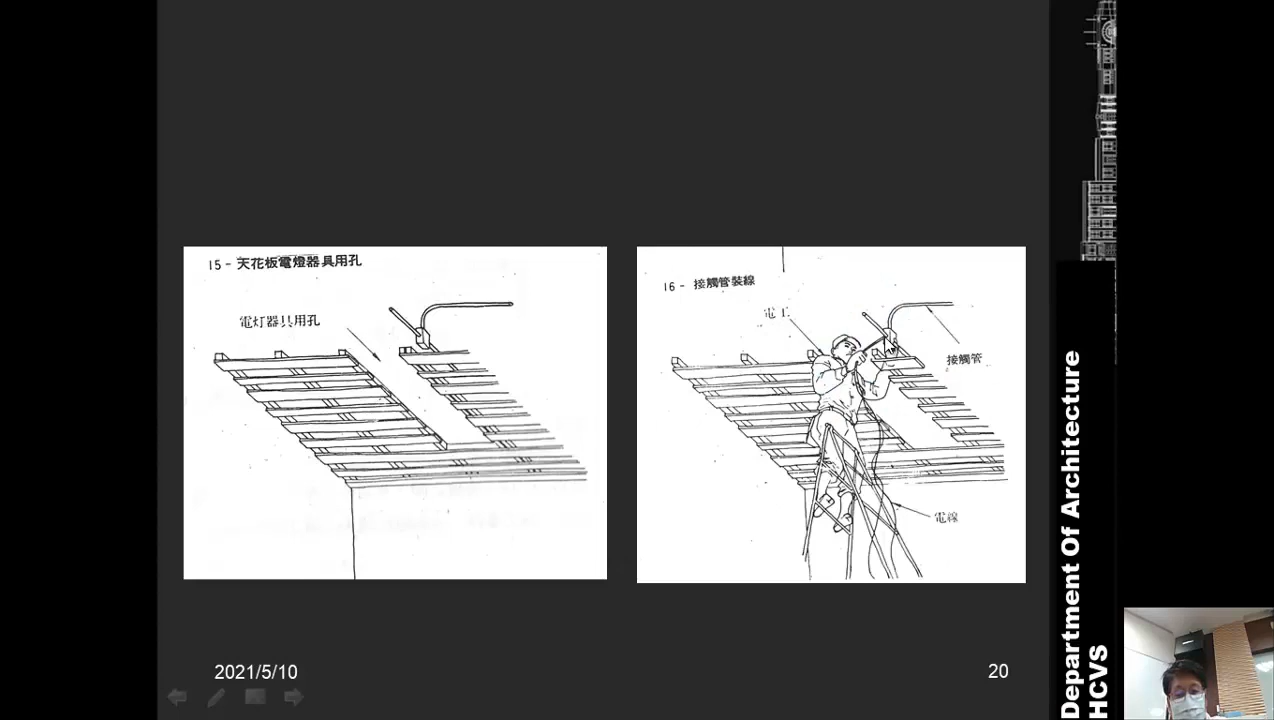 15- 天花板電燈器具用孔
電灯器具用孔
16- 接觸管裝線
電工
接觸管
電線
2021/5/10
20
Department Of Architecture
HCVS